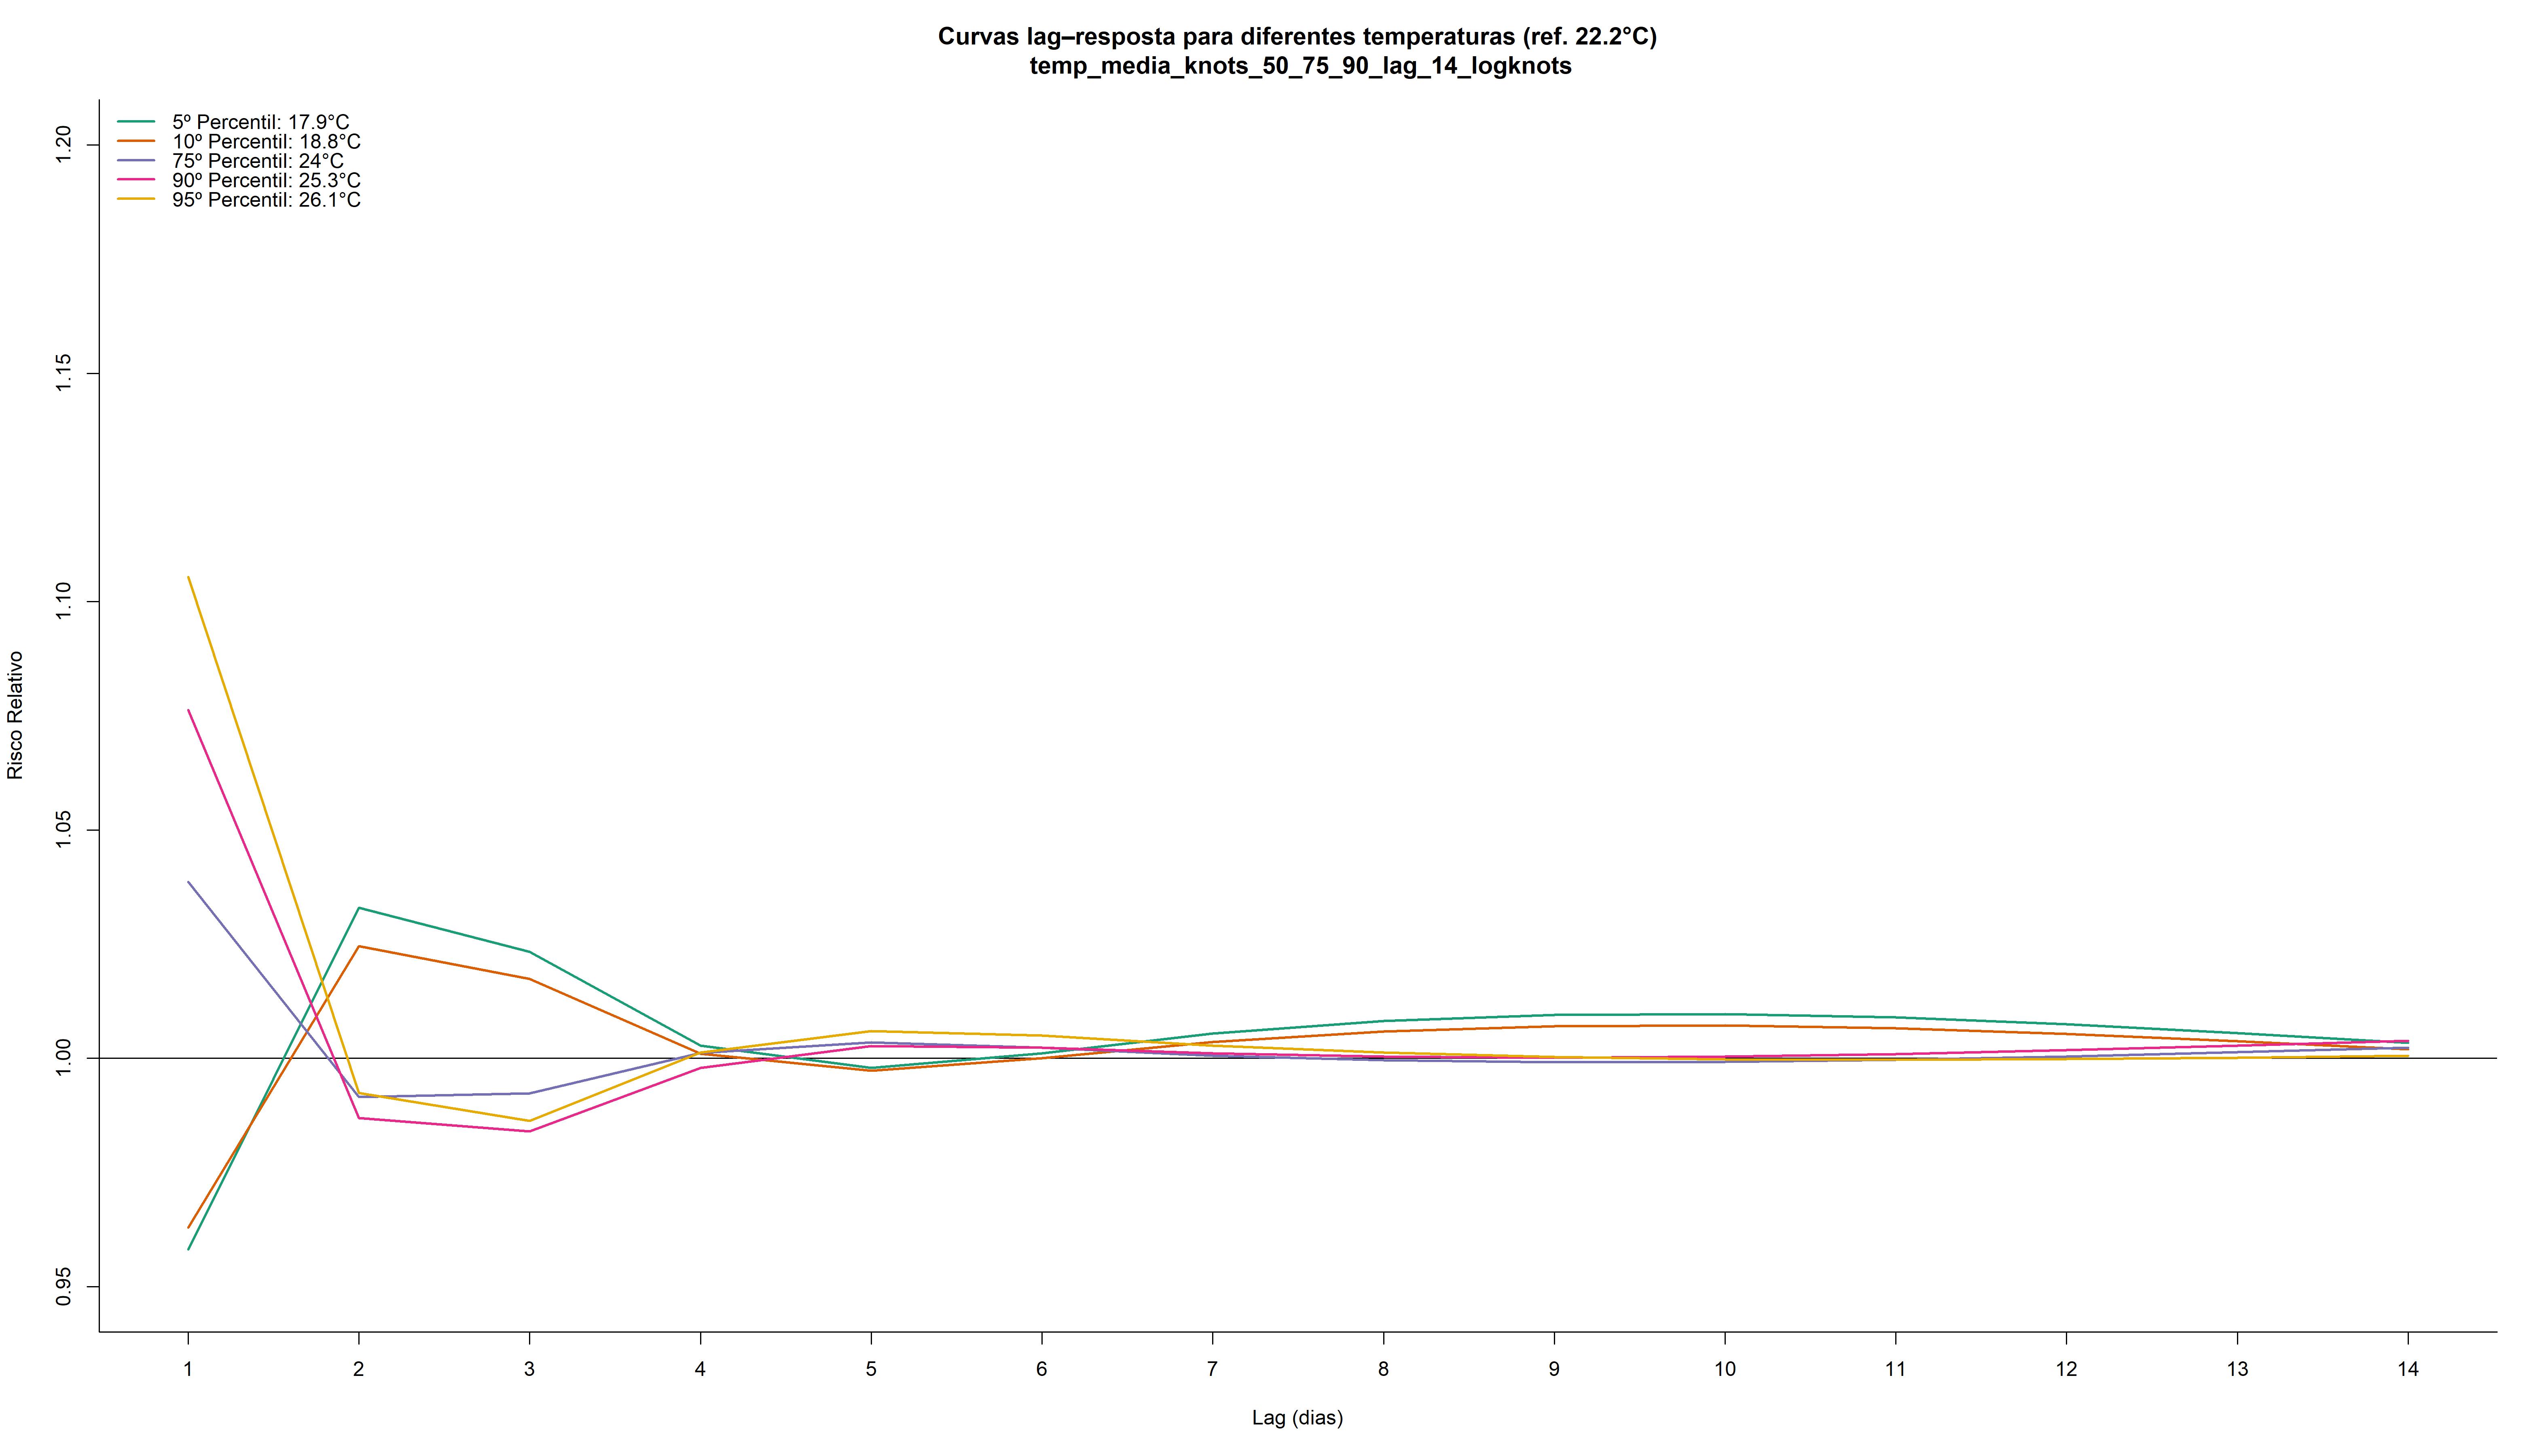 Curvas lag–resposta para diferentes temperaturas (ref. 22.2°C)
temp_media_knots_50_75_90_lag_14_logknots
5º Percentil: 17.9°C
10º Percentil: 18.8°C
75º Percentil: 24°C
90º Percentil: 25.3°C
95º Percentil: 26.1°C
1.20
1.15
1.10
1.05
1.00
0.95
Risco Relativo
1 2 3 4 5 6 7 8 9 10 11 12 13 14
Lag (dias)